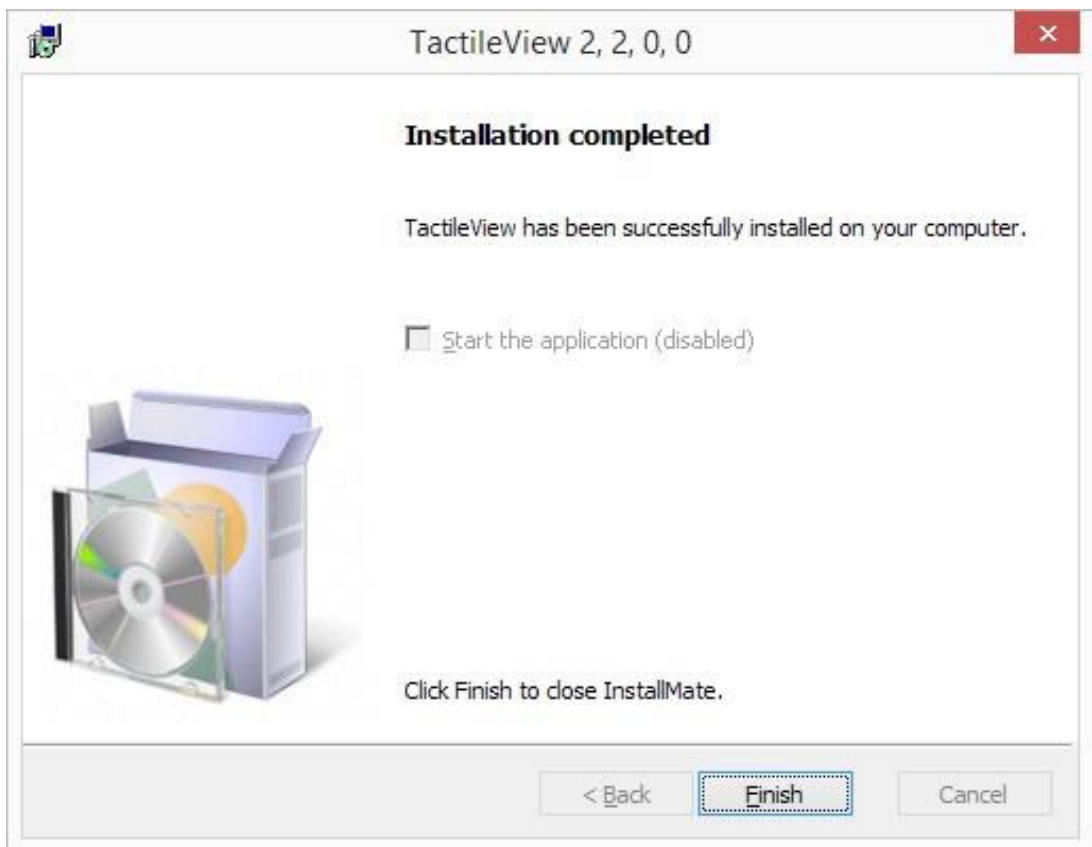 TactileView 2, 2, 0, 0
Installation completed
TactileView has been successfully installed on your computer.
Start the application (disabled)
Click Finish to close InstallMate.
< Back
Finish
Cancel